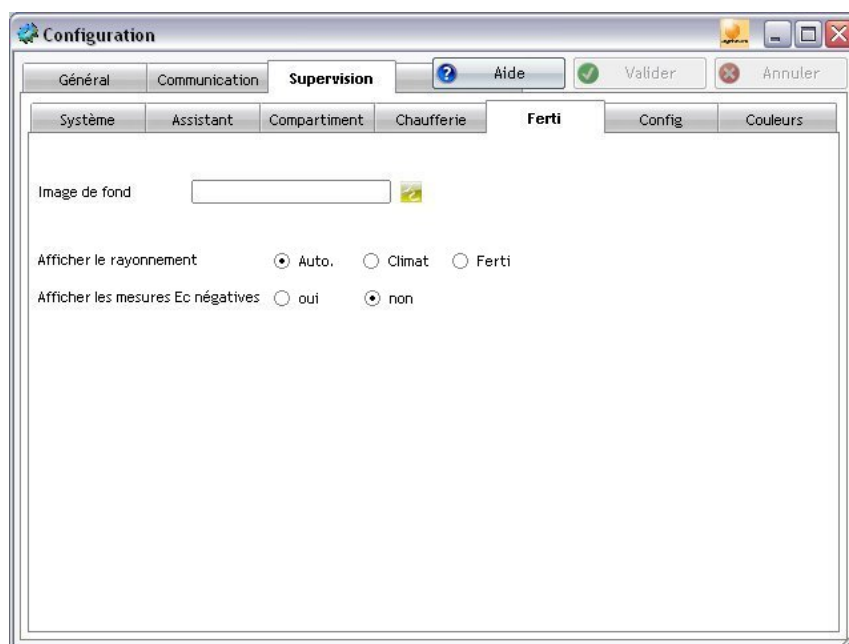 Configuration
Général Communication Supervision Aide Valider Annuler
Système Assistant Compartiment Chaufferie Ferti Config Couleurs
Image de fond
Afficher le rayonnement Auto. Climat Ferti
Afficher les mesures Ec négatives oui non